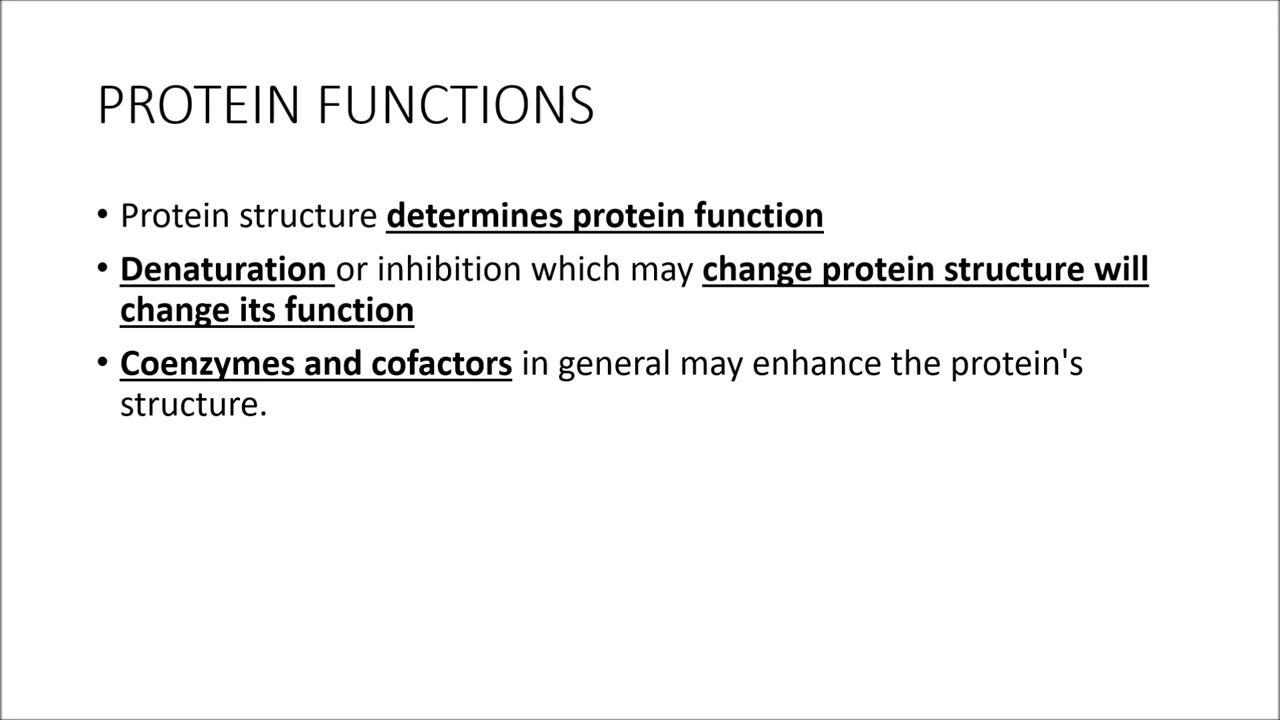 PROTEIN FUNCTIONS
• Protein structure determines protein function
• Denaturation or inhibition which may change protein structure will
change its function
• Coenzymes and cofactors in general may enhance the protein's
structure.